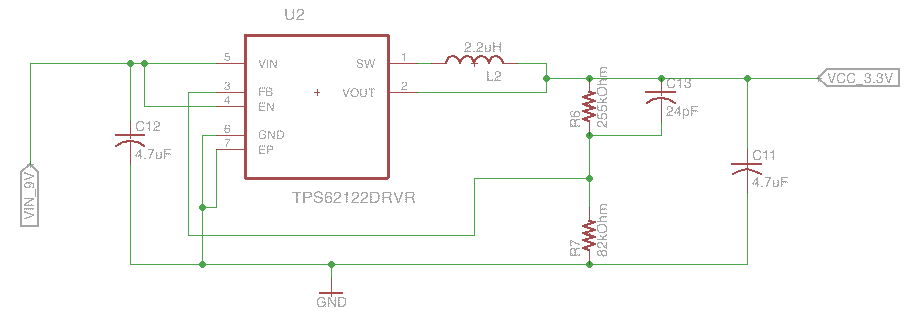 U2
2.2uH
5
VIN
SW
1
L2
VCC_3.3V
3
FB
VOUT
2
4
EN
R6
255kOhm
C13
24pF
C12
4.7uF
6
GND
7
EP
C11
4.7uF
VIN_9V
TPS62122DRVR
R7
82kOhm
GND